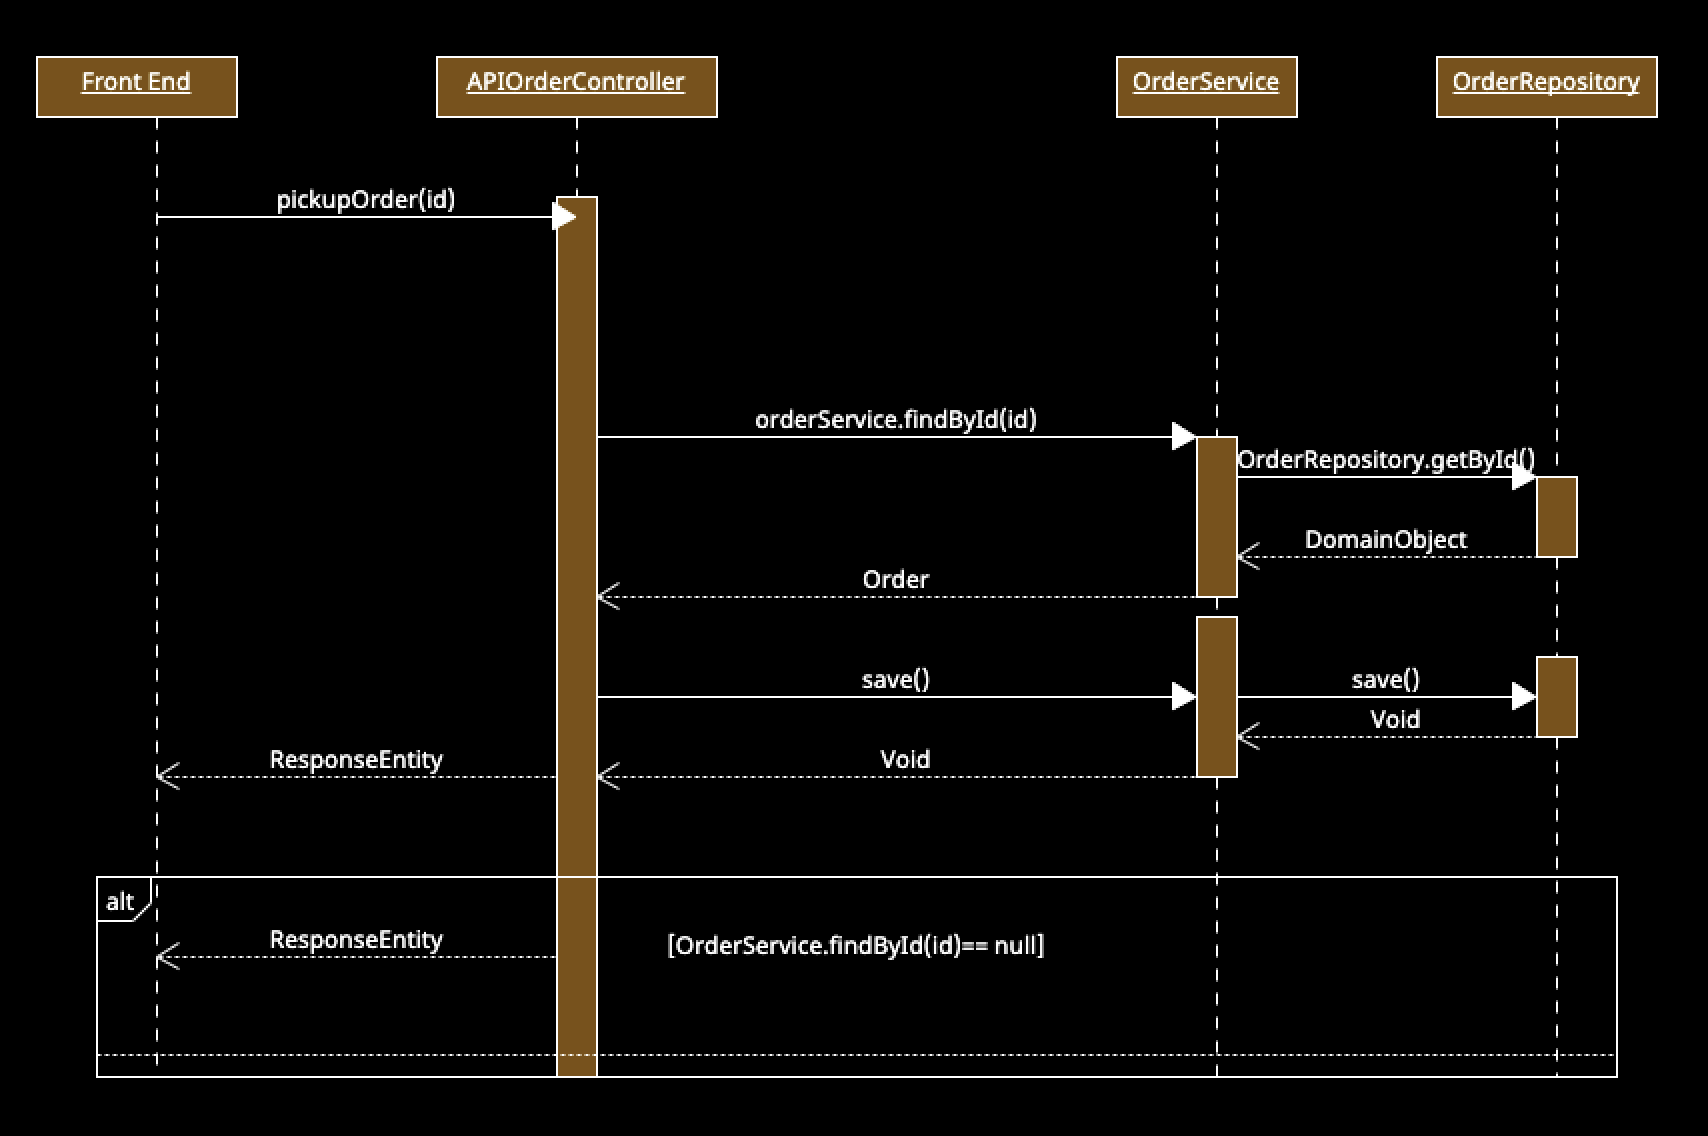 Front End
APIOrderController
OrderService
OrderRepository
pickupOrder(id)
orderService.findById(id)
OrderRepository.getById()
DomainObject
Order
save()
save()
Void
ResponseEntity
Void
alt
ResponseEntity
[OrderService.findById(id)== null]